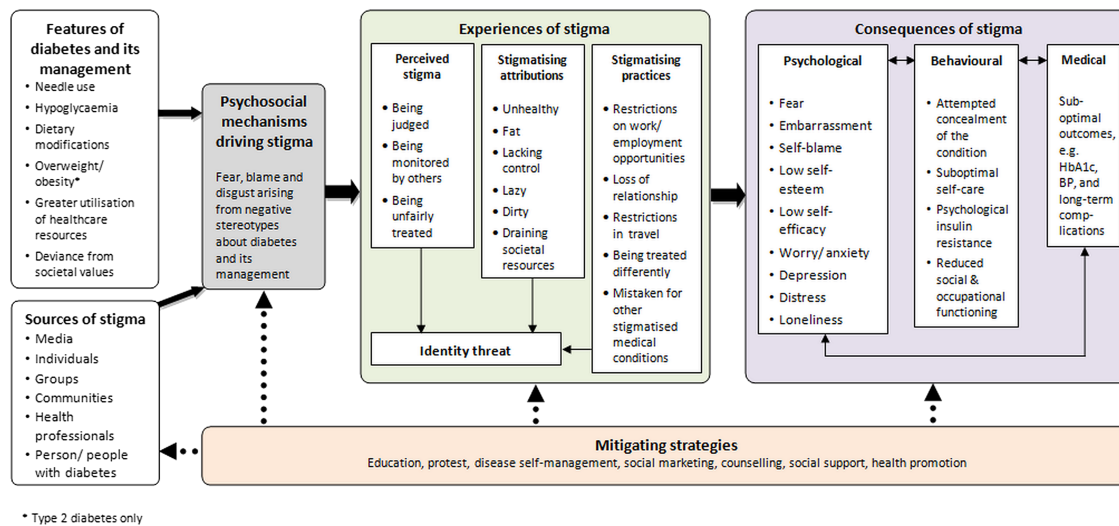 Features of
diabetes and its
management
• Needle use
• Hypoglycaemia
• Dietary
modifications
• Overweight/
obesity*
• Greater utilisation
of healthcare
resources
• Deviance from
societal values
Sources of stigma
• Media
• Individuals
• Groups
• Communities
• Health
professionals
• Person/ people
with diabetes
Psychosocial
mechanisms
driving stigma
Fear, blame and
disgust arising
from negative
stereotypes
about diabetes
and its
management
Experiences of stigma
Perceived
stigma
• Being
judged
• Being
monitored
by others
• Being
unfairly
treated
Stigmatising
attributions
• Unhealthy
• Fat
• Lacking
control
• Lazy
• Dirty
• Draining
societal
resources
Stigmatising
practices
• Restrictions
on work/
employment
opportunities
• Loss of
relationship
• Restrictions
in travel
• Being treated
differently
• Mistaken for
other
stigmatised
medical
conditions
Identity threat
Consequences of stigma
Psychological
• Fear
• Embarrassment
• Self-blame
• Low self-
esteem
• Low self-
efficacy
• Worry/ anxiety
• Depression
• Distress
• Loneliness
Behavioural
• Attempted
concealment
of the
condition
• Suboptimal
self-care
• Psychological
insulin
resistance
• Reduced
social &
occupational
functioning
Medical
Sub-
optimal
outcomes,
e.g.
HbA1c,
BP, and
long-term
comp-
lications
Mitigating strategies
Education, protest, disease self-management, social marketing, counselling, social support, health promotion
* Type 2 diabetes only